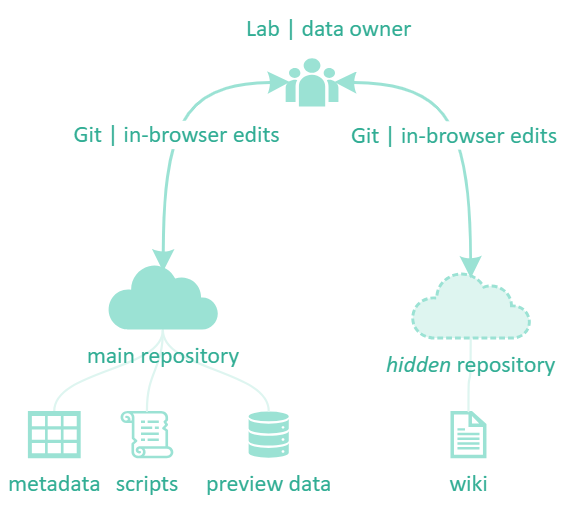 Lab | data owner
Git | in-browser edits
Git | in-browser edits
main repository
hidden repository
metadata
scripts
preview data
wiki